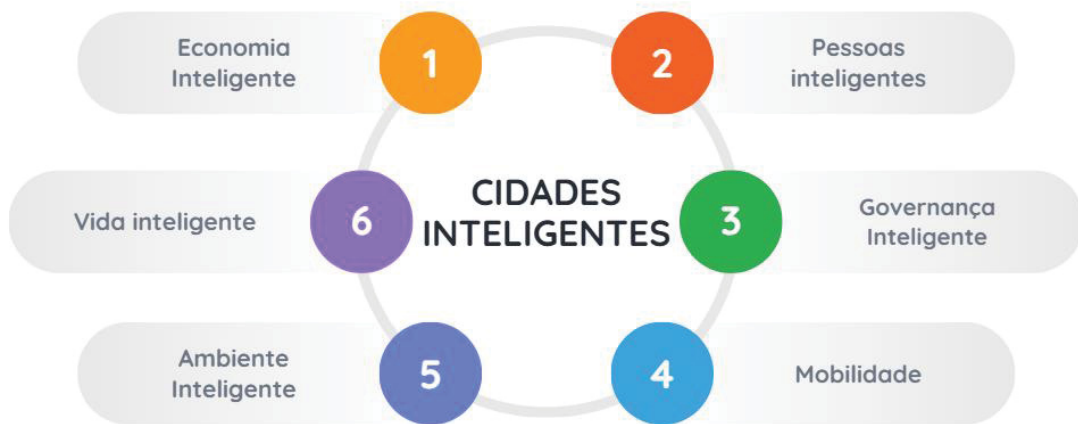 Economia
Inteligente
1
2
Pessoas
inteligentes
Vida inteligente
6
CIDADES
INTELIGENTES
3
Governança
Inteligente
Ambiente
Inteligente
5
4
Mobilidade